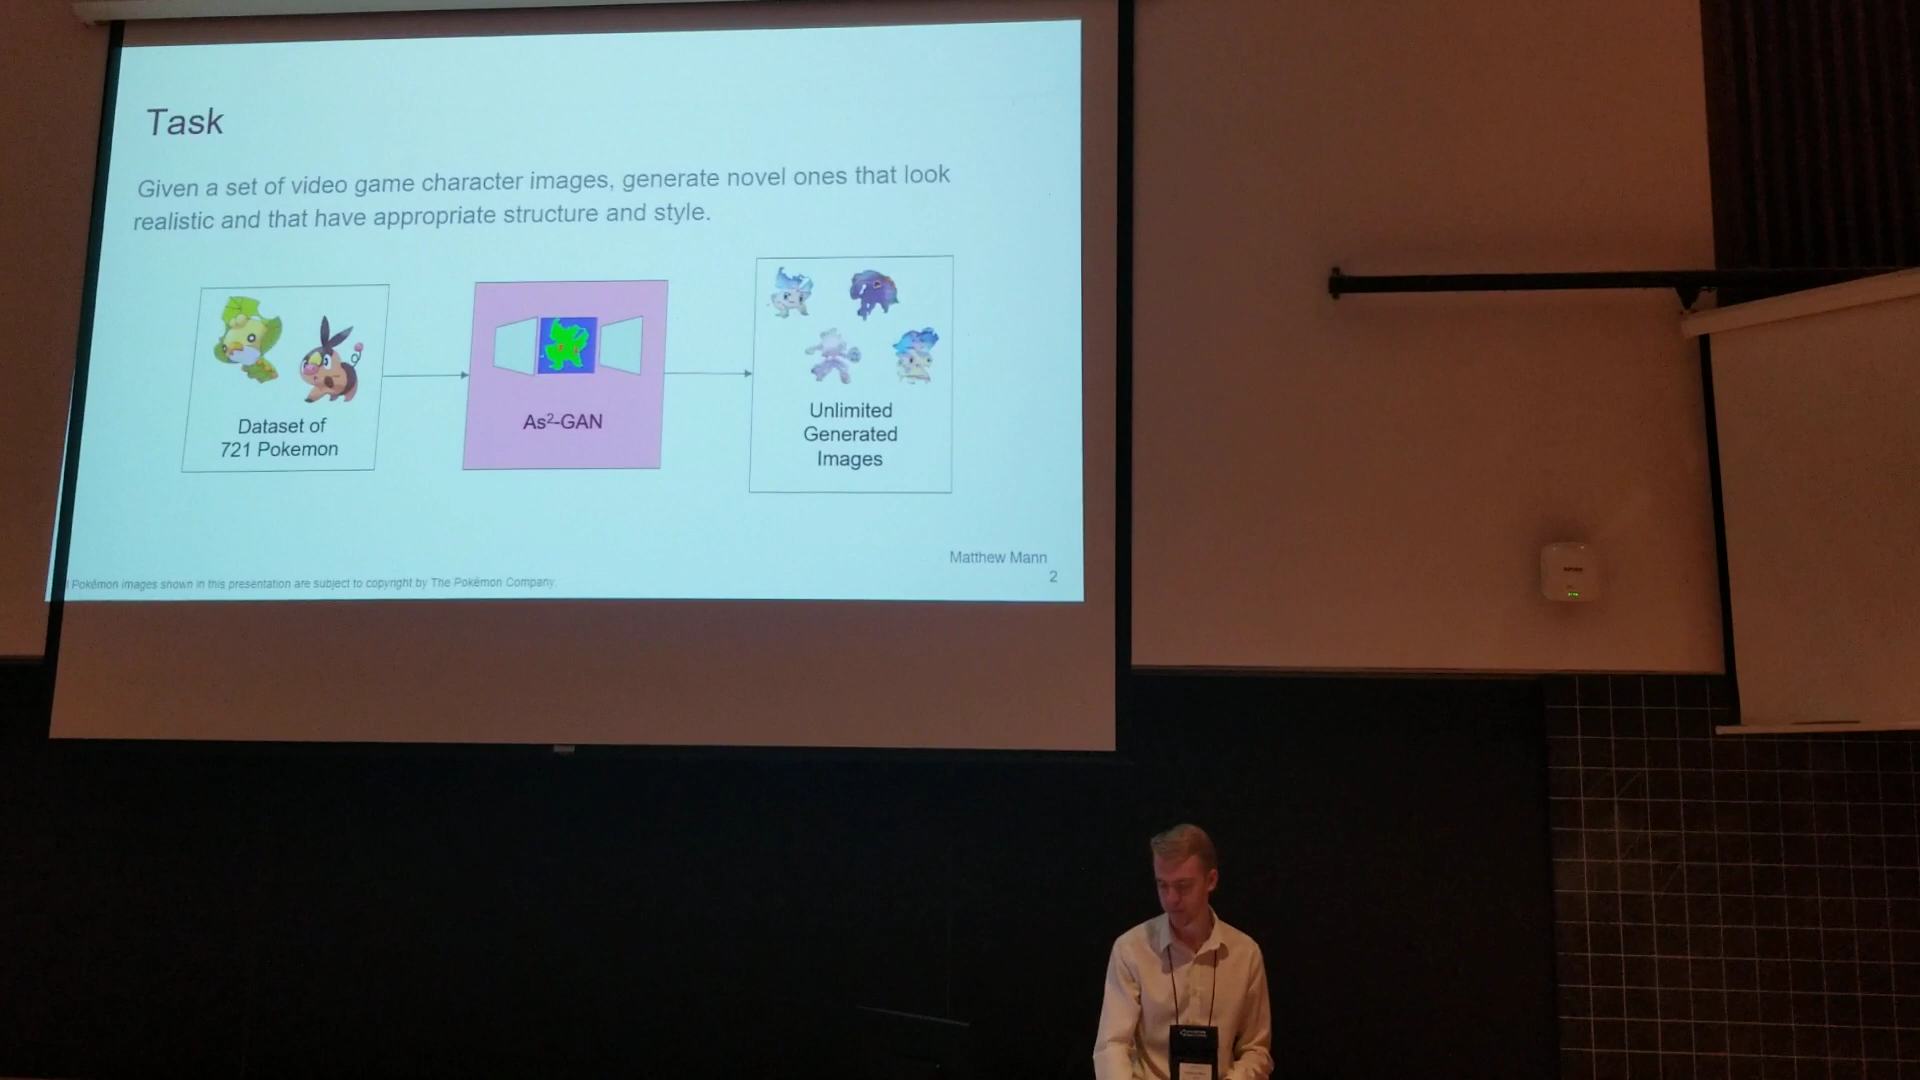 Task
Given a set of video game character images, generate novel ones that look
realistic and that have appropriate structure and style.
Dataset of
721 Pokemon
As²-GAN
Unlimited
Generated
Images
Matthew Mann
2
Pokémon images shown in this presentation are subject to copyright by The Pokémon Company.